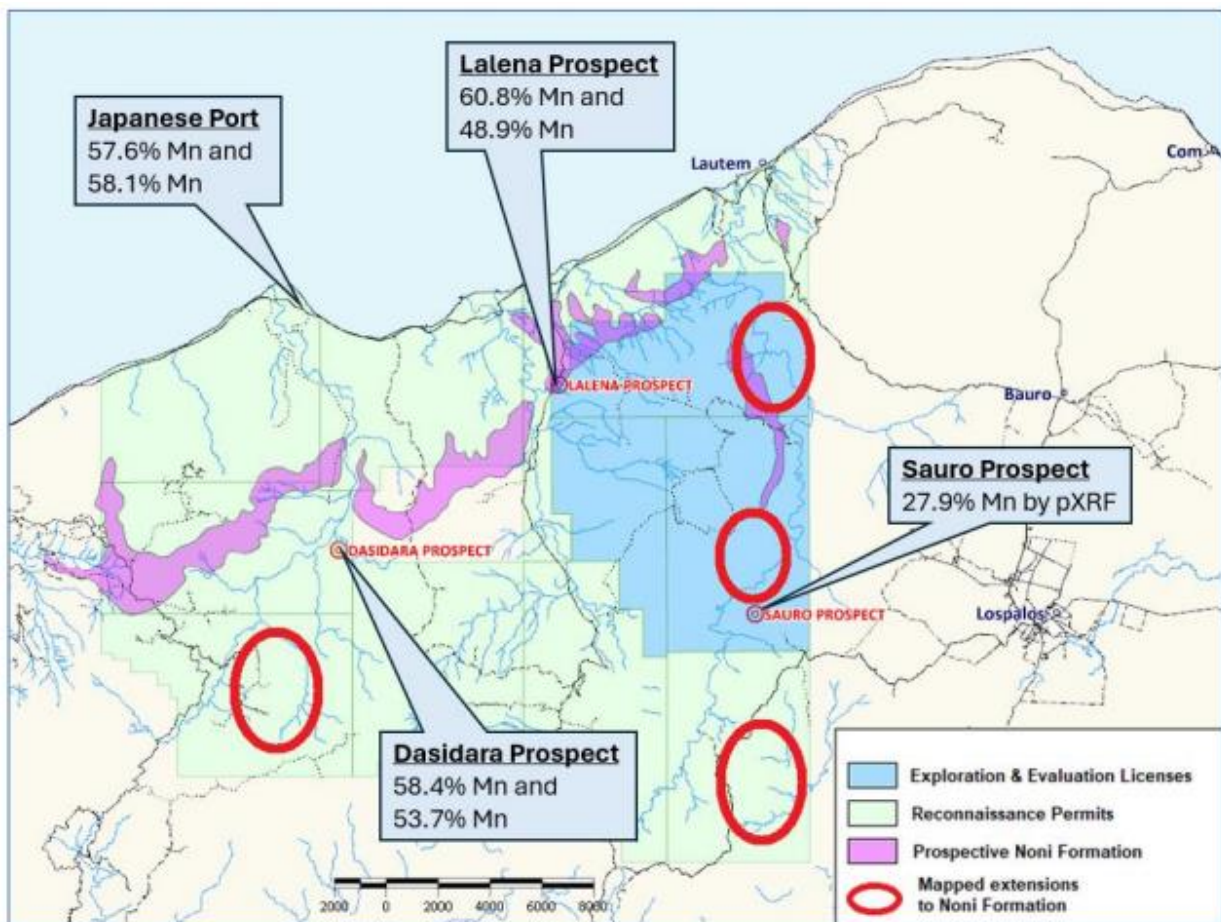 Lalena Prospect
60.8% Mn and
48.9% Mn
Japanese Port
57.6% Mn and
58.1% Mn
Lautem
Com
LALENA PROSPECT
Bauro
Sauro Prospect
27.9% Mn by pXRF
DASIDARA PROSPECT
SAURO PROSPECT
Lospalos
Dasidara Prospect
58.4% Mn and
53.7% Mn
Exploration & Evaluation Licenses
Reconnaissance Permits
Prospective Noni Formation
Mapped extensions
to Noni Formation
2000 0 2000 4000 6000 8000